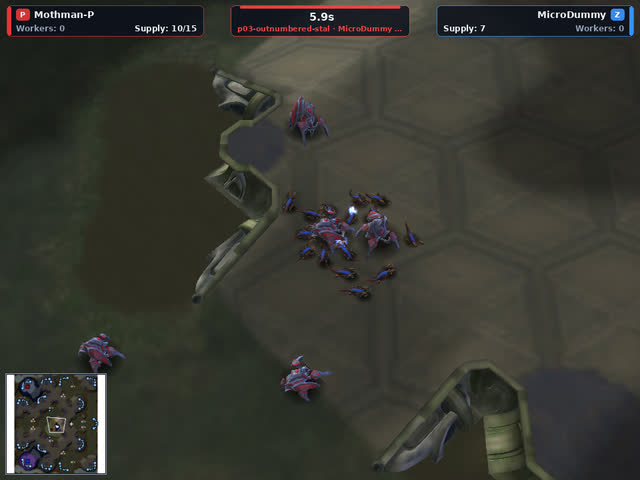 P Mothman-P
Workers: 0 Supply: 10/15
5.9s
p03-outnumbered-stal · MicroDummy ...
MicroDummy Z
Supply: 7 Workers: 0